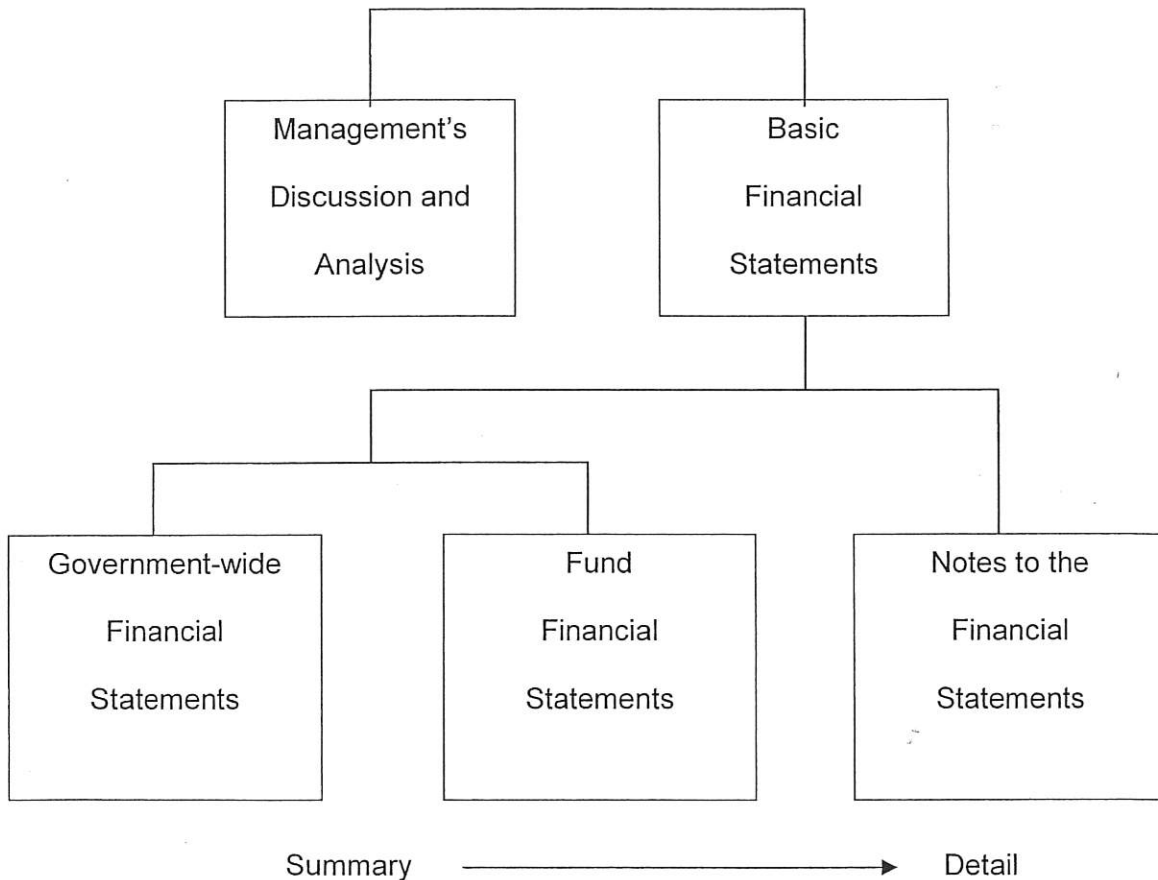 Management's
Discussion and
Analysis
Basic
Financial
Statements
Government-wide
Financial
Statements
Fund
Financial
Statements
Notes to the
Financial
Statements
Summary
Detail